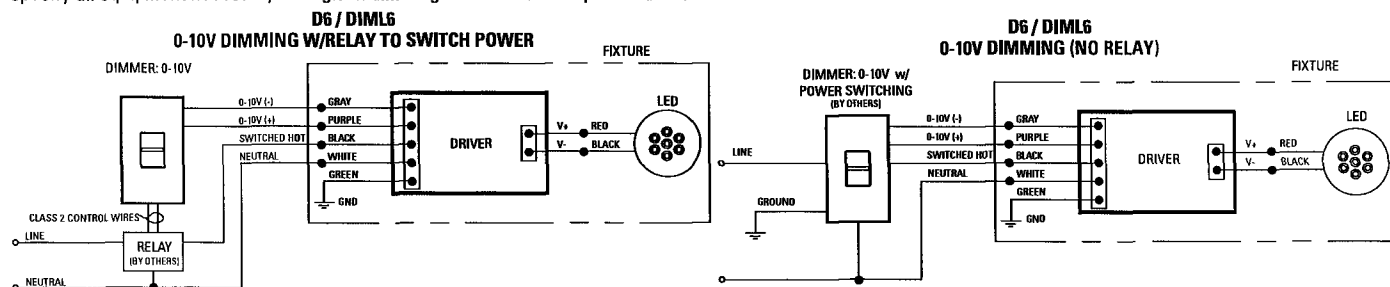 D6 / DIML6
0-10V DIMMING W/RELAY TO SWITCH POWER
FIXTURE
DIMMER: 0-10V
0-10V (-)
GRAY
0-10V (+)
PURPLE
SWITCHED HOT
BLACK
NEUTRAL
WHITE
GREEN
GND
DRIVER
V+
RED
V-
BLACK
LED
CLASS 2 CONTROL WIRES
LINE
RELAY
(BY OTHERS)
NEUTRAL
D6 / DIML6
0-10V DIMMING (NO RELAY)
FIXTURE
DIMMER: 0-10V w/
POWER SWITCHING
(BY OTHERS)
0-10V (-)
GRAY
0-10V (+)
PURPLE
SWITCHED HOT
BLACK
NEUTRAL
WHITE
GREEN
GND
DRIVER
V+
RED
V-
BLACK
LED
LINE
GROUND